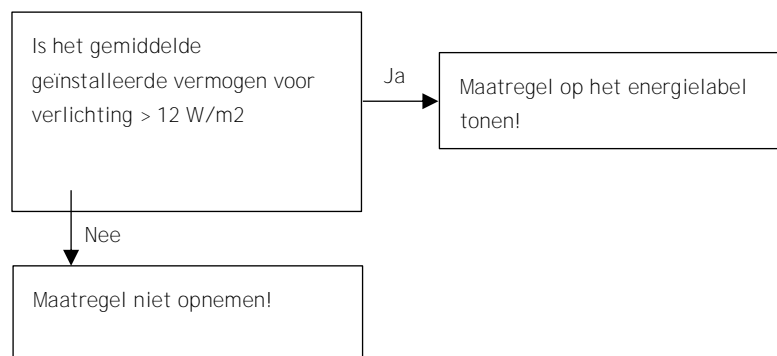 Is het gemiddelde
geïnstalleerde vermogen voor
verlichting > 12 W/m2
Ja
Maatregel op het energielabel
tonen!
Nee
Maatregel niet opnemen!